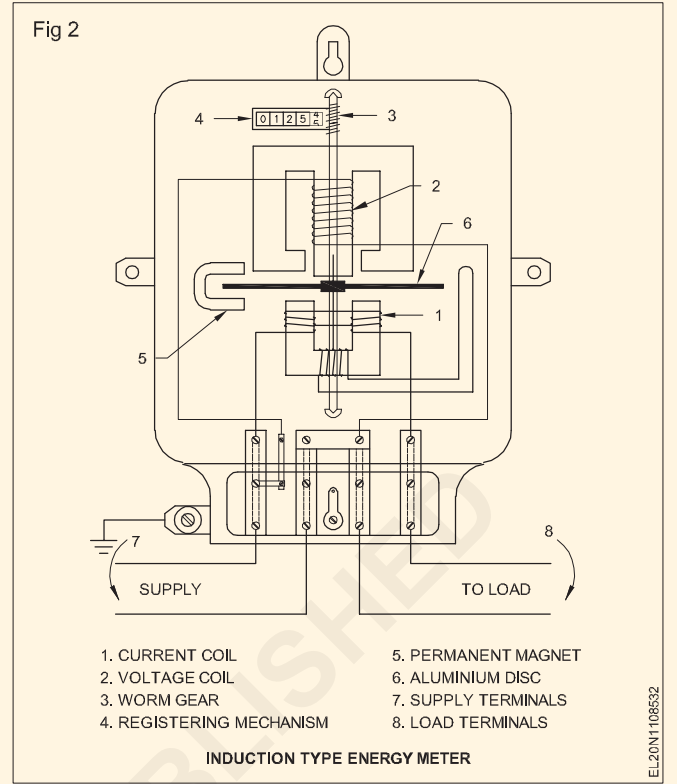 Fig 2
4
0 1 2 5
3
2
6
1
5
7
8
SUPPLY
TO LOAD
1. CURRENT COIL
2. VOLTAGE COIL
3. WORM GEAR
4. REGISTERING MECHANISM
5. PERMANENT MAGNET
6. ALUMINIUM DISC
7. SUPPLY TERMINALS
8. LOAD TERMINALS
INDUCTION TYPE ENERGY METER
EL20N1108532
BLISHED